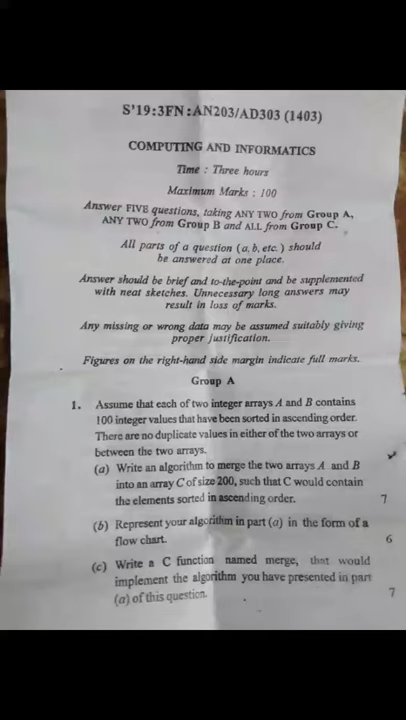 S'19:3FN:AN203/AD303 (1403)
COMPUTING AND INFORMATICS
Time : Three hours
Maximum Marks : 100
Answer FIVE questions, taking ANY TWO from Group A,
ANY TWO from Group B and ALL from Group C.
All parts of a question (a, b, etc.) should
be answered at one place.
Answer should be brief and to-the-point and be supplemented
with neat sketches. Unnecessary long answers may
result in loss of marks.
Any missing or wrong data may be assumed suitably giving
proper justification.
Figures on the right-hand side margin indicate full marks.
Group A
1. Assume that each of two integer arrays A and B contains
100 integer values that have been sorted in ascending order.
There are no duplicate values in either of the two arrays or
between the two arrays.
(a) Write an algorithm to merge the two arrays A and B
into an array C of size 200, such that C would contain
the elements sorted in ascending order. 7
(b) Represent your algorithm in part (a) in the form of a
flow chart. 6
(c) Write a C function named merge, that would
implement the algorithm you have presented in part
(a) of this question. 7